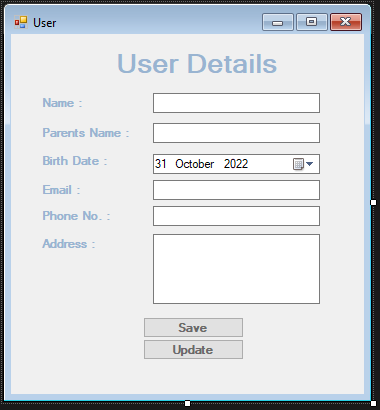 User
User Details
Name :
Parents Name :
Birth Date : 31 October 2022
Email :
Phone No. :
Address :
Save
Update